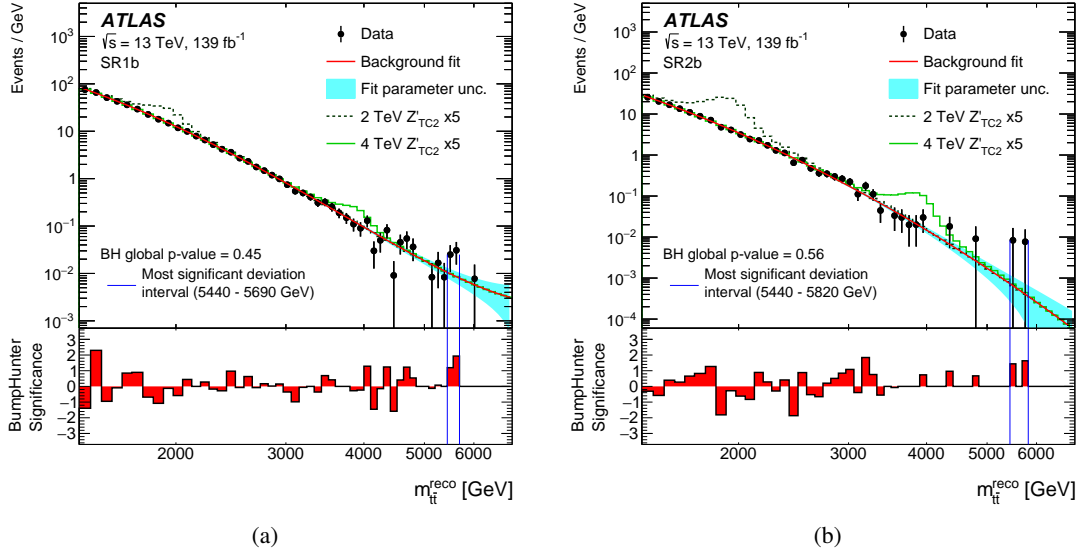 ATLAS
√s = 13 TeV, 139 fb⁻¹
SR1b
Data
Background fit
Fit parameter unc.
2 TeV Z'TC2 x5
4 TeV Z'TC2 x5
BH global p-value = 0.45
Most significant deviation
interval (5440 - 5690 GeV)
Events / GeV
10³
10²
10
1
10⁻¹
10⁻²
10⁻³
BumpHunter
Significance
3
2
1
0
−1
−2
−3
2000 3000 4000 5000 6000
m_tt̄^reco [GeV]
(a)
ATLAS
√s = 13 TeV, 139 fb⁻¹
SR2b
Data
Background fit
Fit parameter unc.
2 TeV Z'TC2 x5
4 TeV Z'TC2 x5
BH global p-value = 0.56
Most significant deviation
interval (5440 - 5820 GeV)
Events / GeV
10³
10²
10
1
10⁻¹
10⁻²
10⁻³
10⁻⁴
BumpHunter
Significance
3
2
1
0
−1
−2
−3
2000 3000 4000 5000 6000
m_tt̄^reco [GeV]
(b)